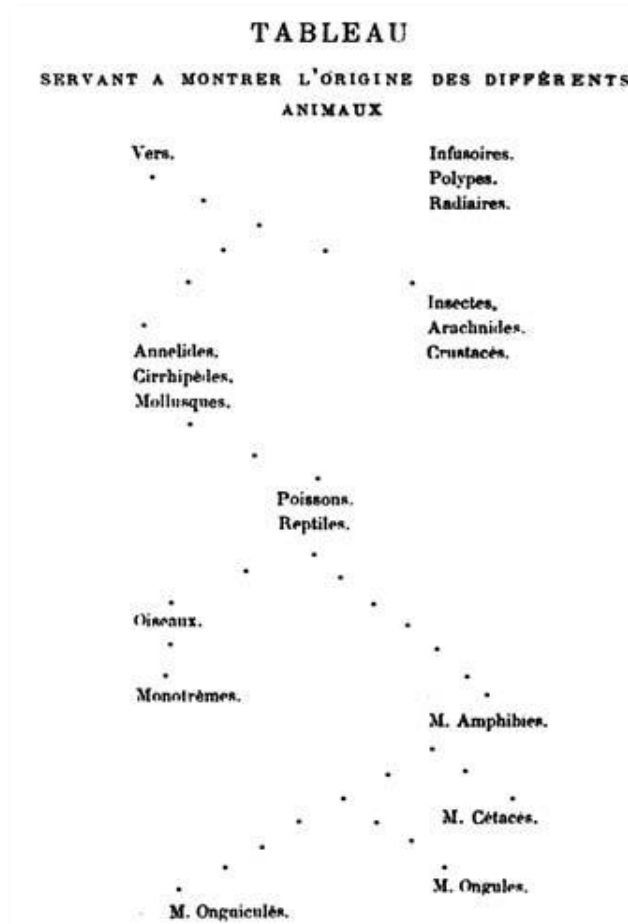 TABLEAU
SERVANT A MONTRER L'ORIGINE DES DIFFÉRENTS
ANIMAUX
Vers.
Infusoires.
Polypes.
Radiaires.
Insectes,
Arachnides.
Crustacés.
Annelides.
Cirrhipèdes.
Mollusques.
Poissons.
Reptiles.
Oiseaux.
Monotrèmes.
M. Amphibies.
M. Cétacés.
M. Ongules.
M. Onguiculés.